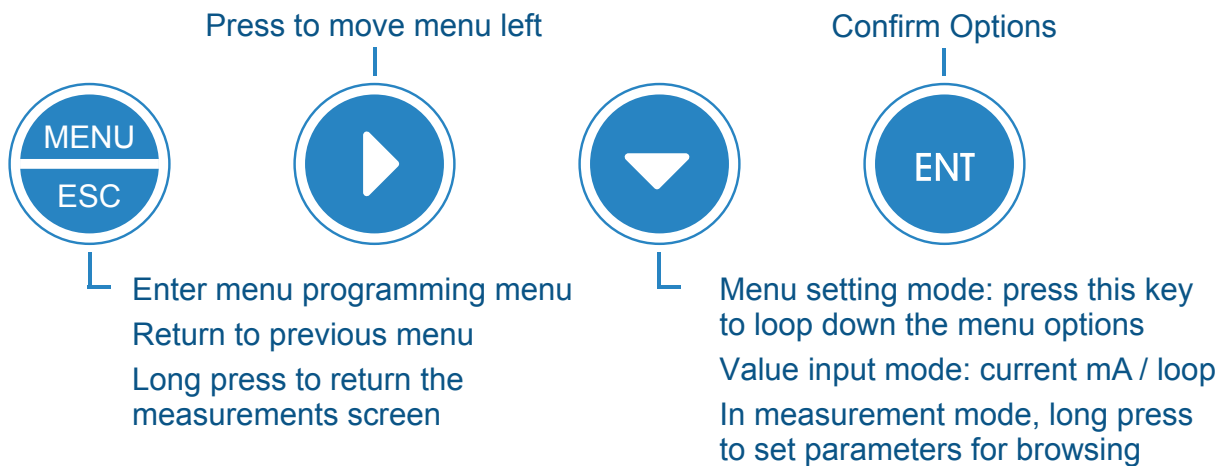 Press to move menu left
Confirm Options
MENU
ESC
ENT
Enter menu programming menu
Return to previous menu
Long press to return the
measurements screen
Menu setting mode: press this key
to loop down the menu options
Value input mode: current mA / loop
In measurement mode, long press
to set parameters for browsing